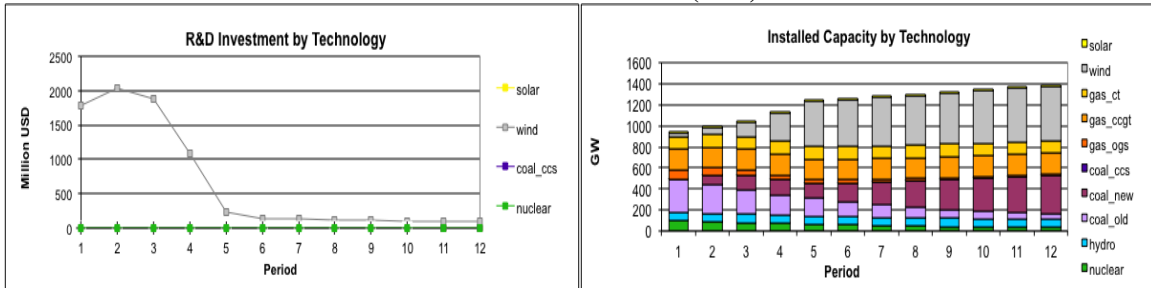 R&D Investment by Technology
2500
2000
1500
1000
500
0
Million USD
1 2 3 4 5 6 7 8 9 10 11 12
Period
solar
wind
coal_ccs
nuclear
Installed Capacity by Technology
1600
1400
1200
1000
800
600
400
200
0
GW
1 2 3 4 5 6 7 8 9 10 11 12
Period
solar
wind
gas_ct
gas_ccgt
gas_ogs
coal_ccs
coal_new
coal_old
hydro
nuclear